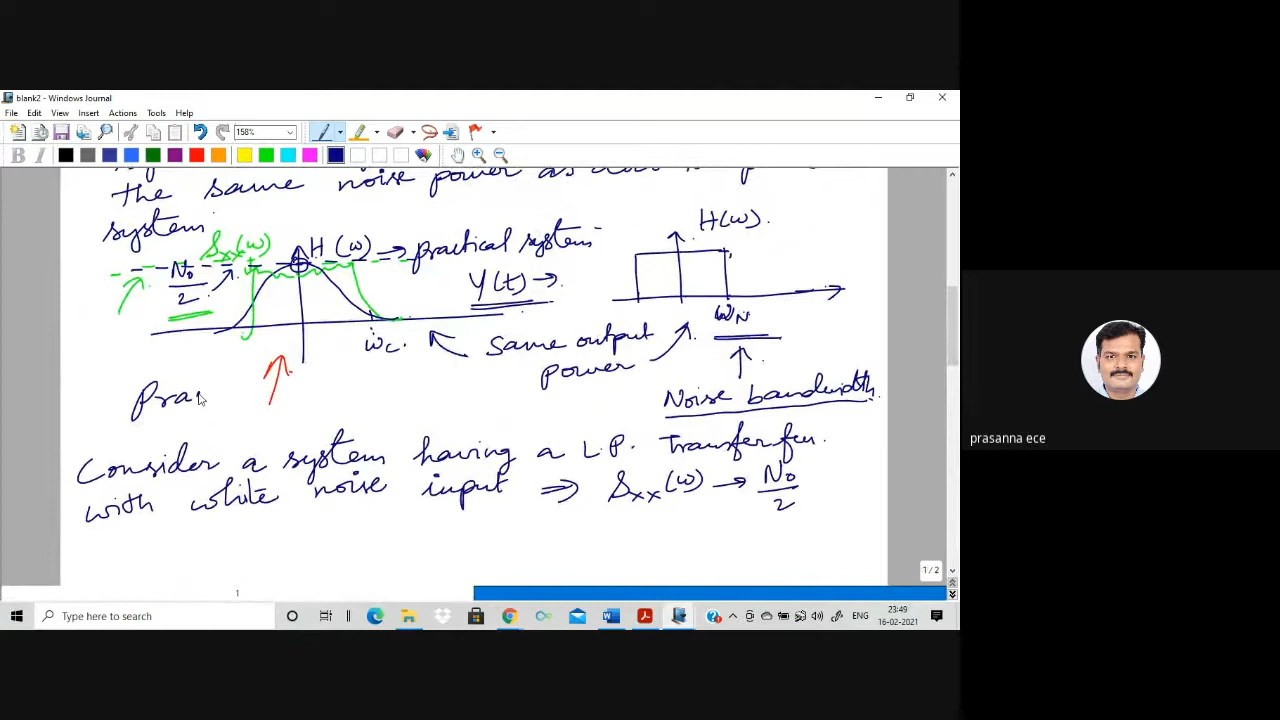 blank2 - Windows Journal
File Edit View Insert Actions Tools Help
158%
B I
the same noise power as
system
Sxx(ω) H(ω) ⇒ practical system
H(ω).
N0/2
Y(t) →
ωc.
ωN
Same output
power
Noise bandwidth.
Pra
Consider a system having a L.P. Transfer fcn.
with white noise input ⇒ Sxx(ω) → N0/2
1
1 / 2
prasanna ece
Type here to search
ENG
23:49
16-02-2021